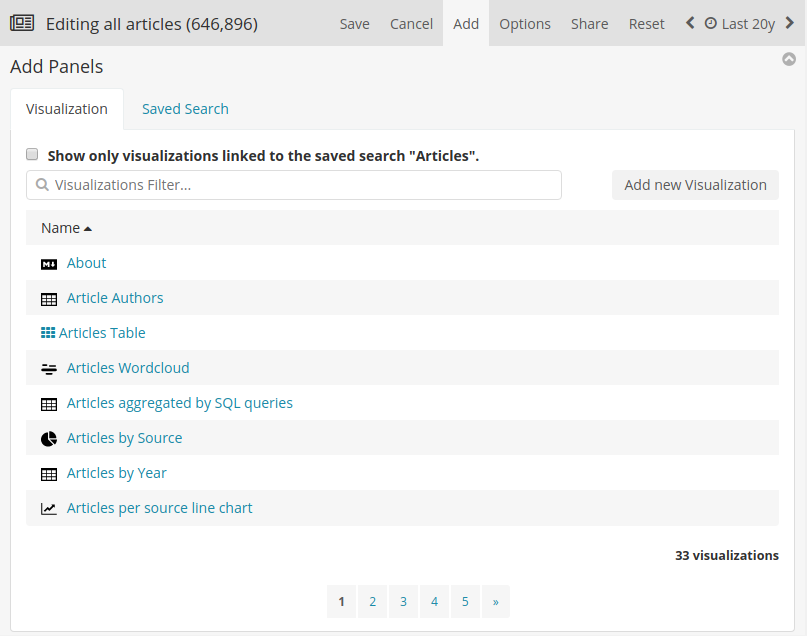 Editing all articles (646,896) Save Cancel Add Options Share Reset Last 20y
Add Panels
Visualization Saved Search
Show only visualizations linked to the saved search "Articles".
Visualizations Filter... Add new Visualization
Name
M About
Article Authors
Articles Table
Articles Wordcloud
Articles aggregated by SQL queries
Articles by Source
Articles by Year
Articles per source line chart
33 visualizations
1 2 3 4 5 »